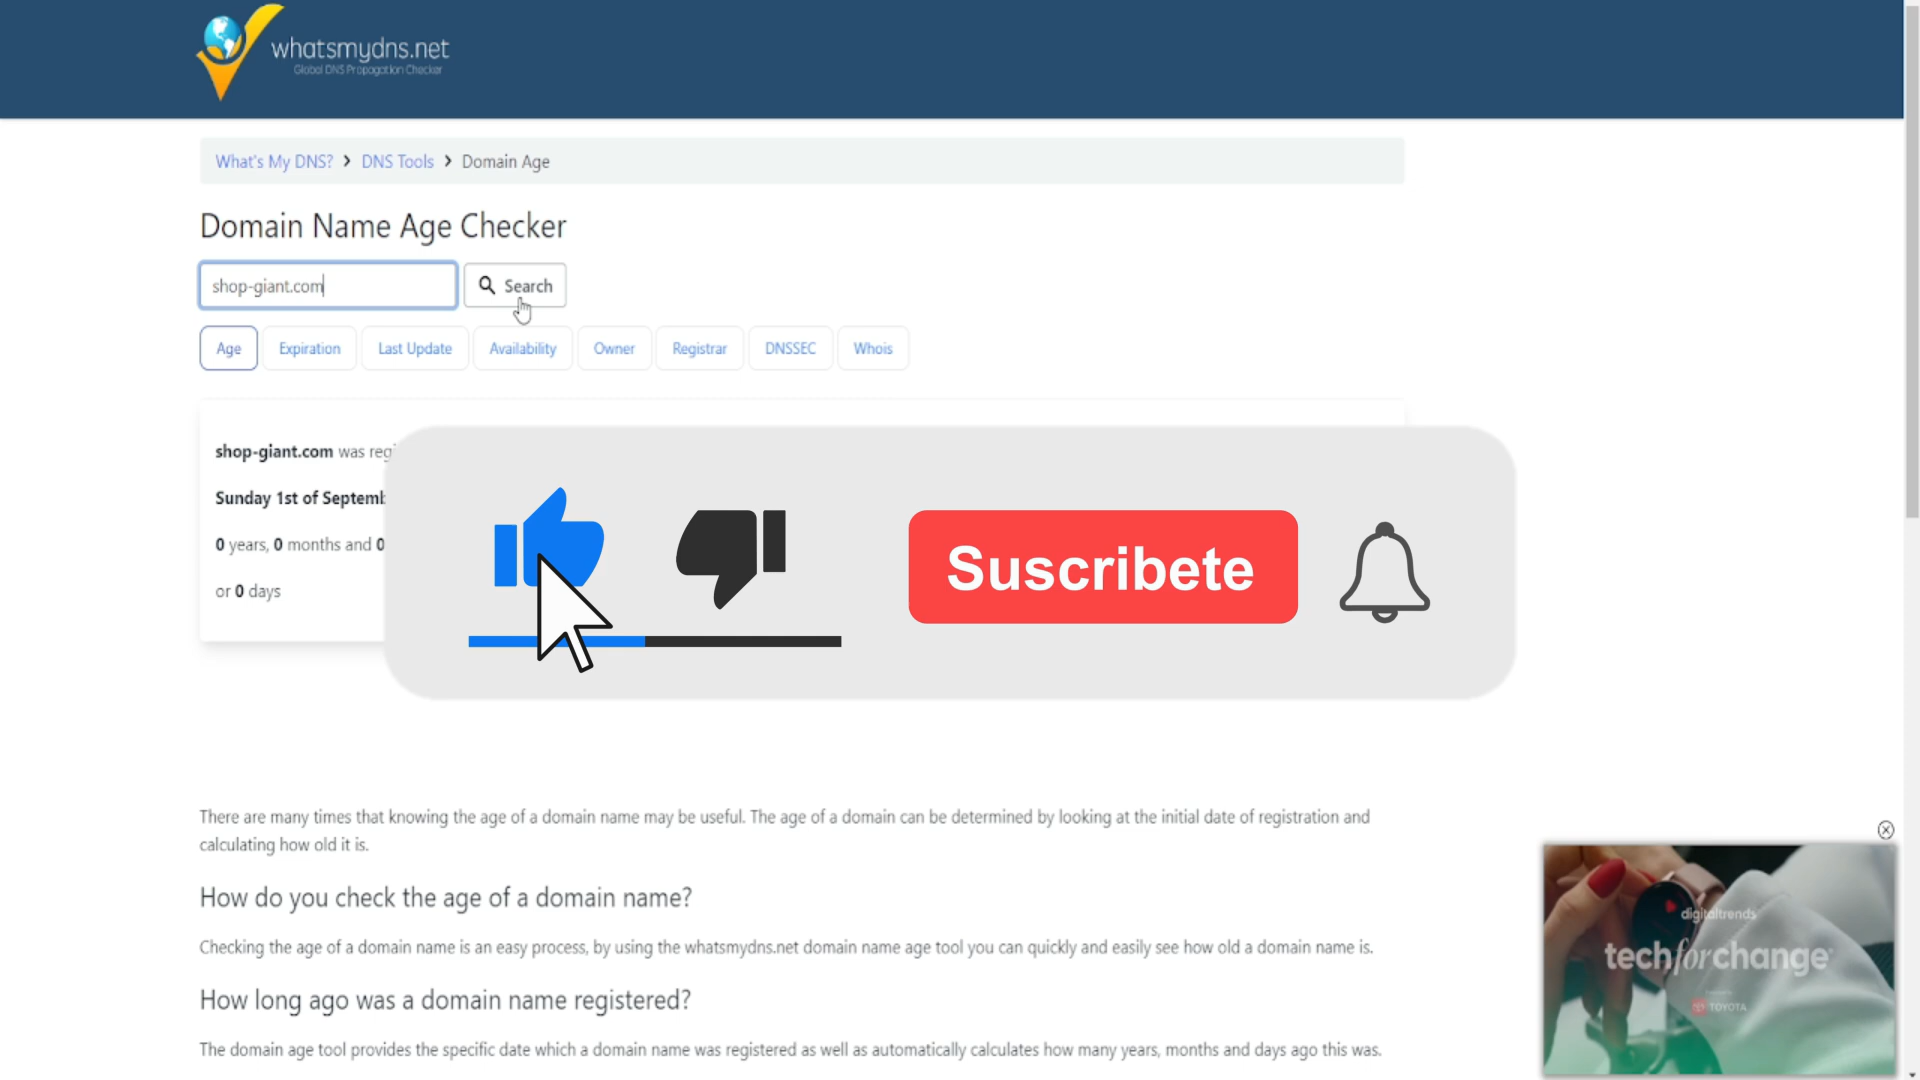 whatsmydns.net
Global DNS Propagation Checker
What's My DNS? > DNS Tools > Domain Age
Domain Name Age Checker
shop-giant.com
Search
Age Expiration Last Update Availability Owner Registrar DNSSEC Whois
shop-giant.com was reg
Sunday 1st of Septemb
0 years, 0 months and 0
or 0 days
Suscribete
There are many times that knowing the age of a domain name may be useful. The age of a domain can be determined by looking at the initial date of registration and
calculating how old it is.
How do you check the age of a domain name?
Checking the age of a domain name is an easy process, by using the whatsmydns.net domain name age tool you can quickly and easily see how old a domain name is.
How long ago was a domain name registered?
The domain age tool provides the specific date which a domain name was registered as well as automatically calculates how many years, months and days ago this was.
digitaltrends
techforchange
TOYOTA